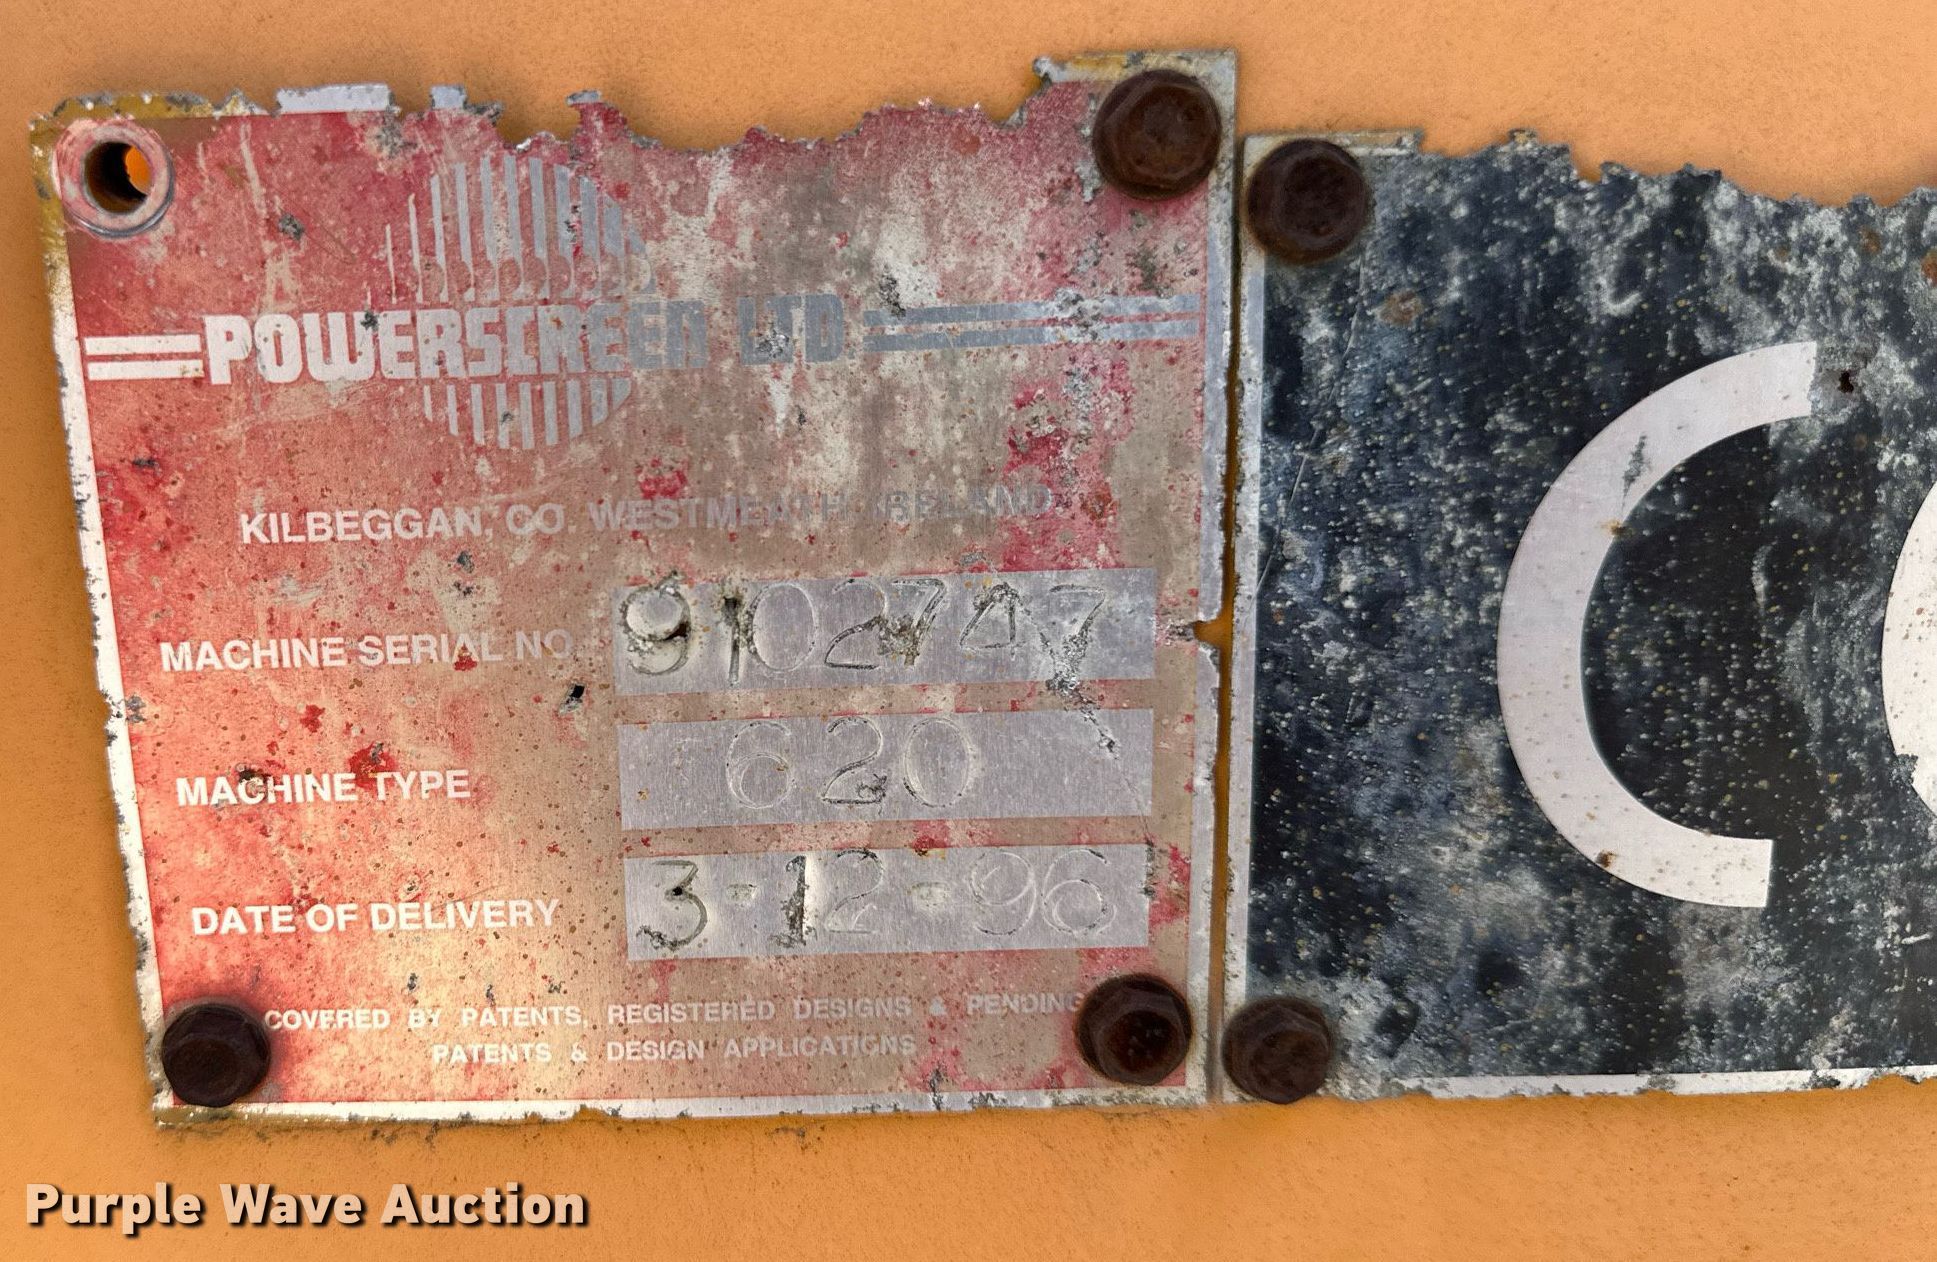 POWERSCREEN LTD
KILBEGGAN, CO. WESTMEATH IRELAND
MACHINE SERIAL NO. 9102747
MACHINE TYPE 620
DATE OF DELIVERY 3-12-96
COVERED BY PATENTS, REGISTERED DESIGNS & PENDING
PATENTS & DESIGN APPLICATIONS
C
Purple Wave Auction